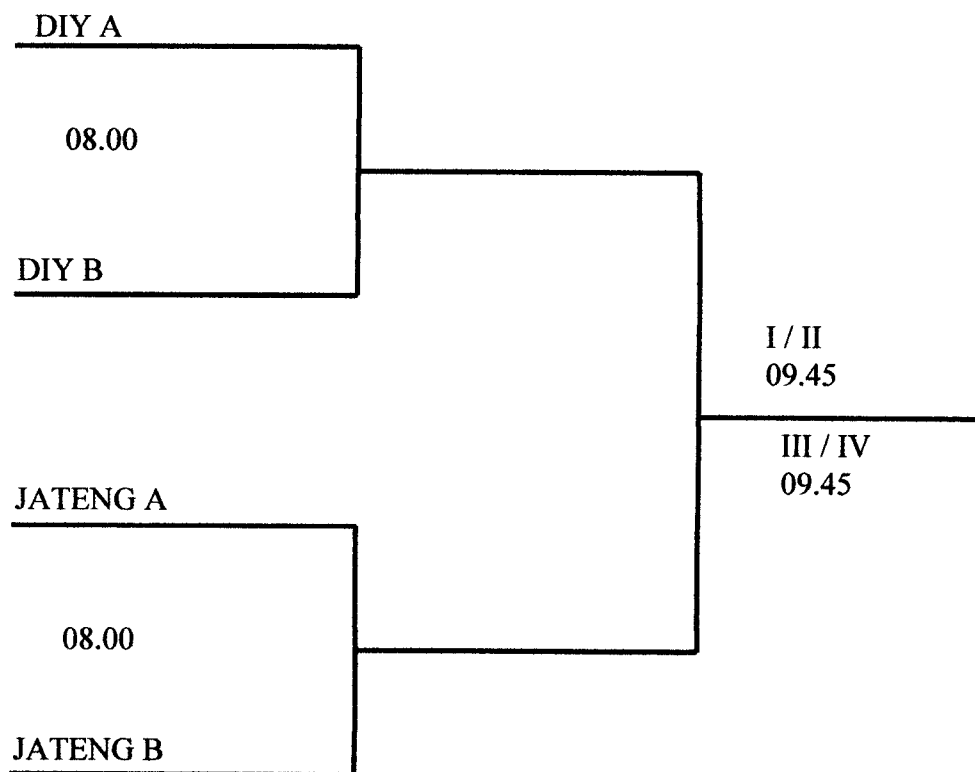 DIY A
08.00
DIY B
I / II
09.45
III / IV
09.45
JATENG A
08.00
JATENG B